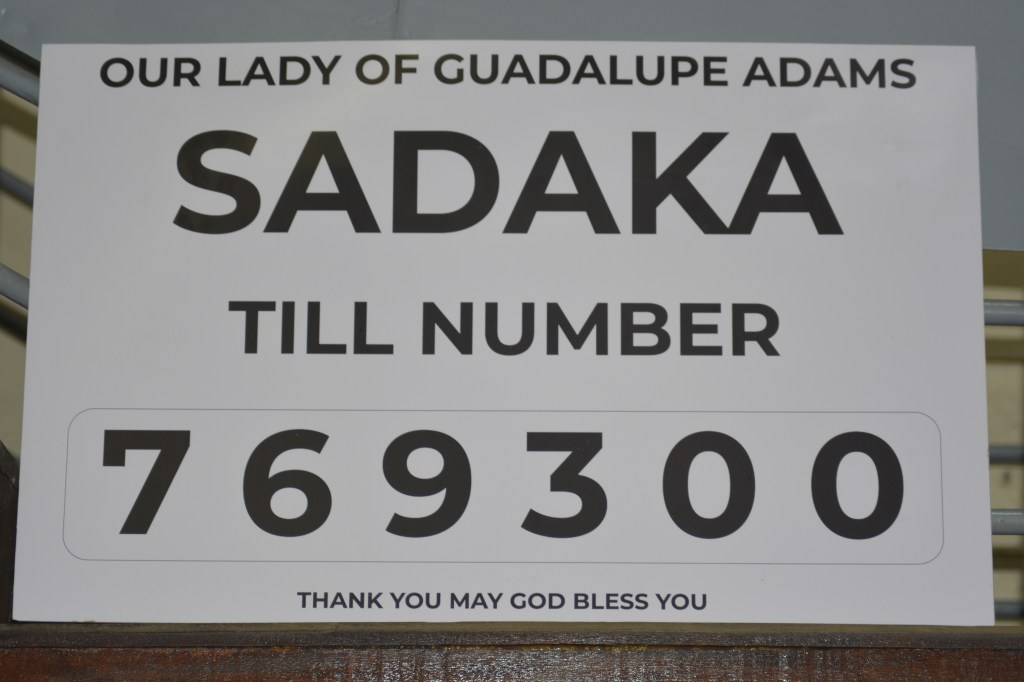 OUR LADY OF GUADALUPE ADAMS
SADAKA
TILL NUMBER
769300
THANK YOU MAY GOD BLESS YOU